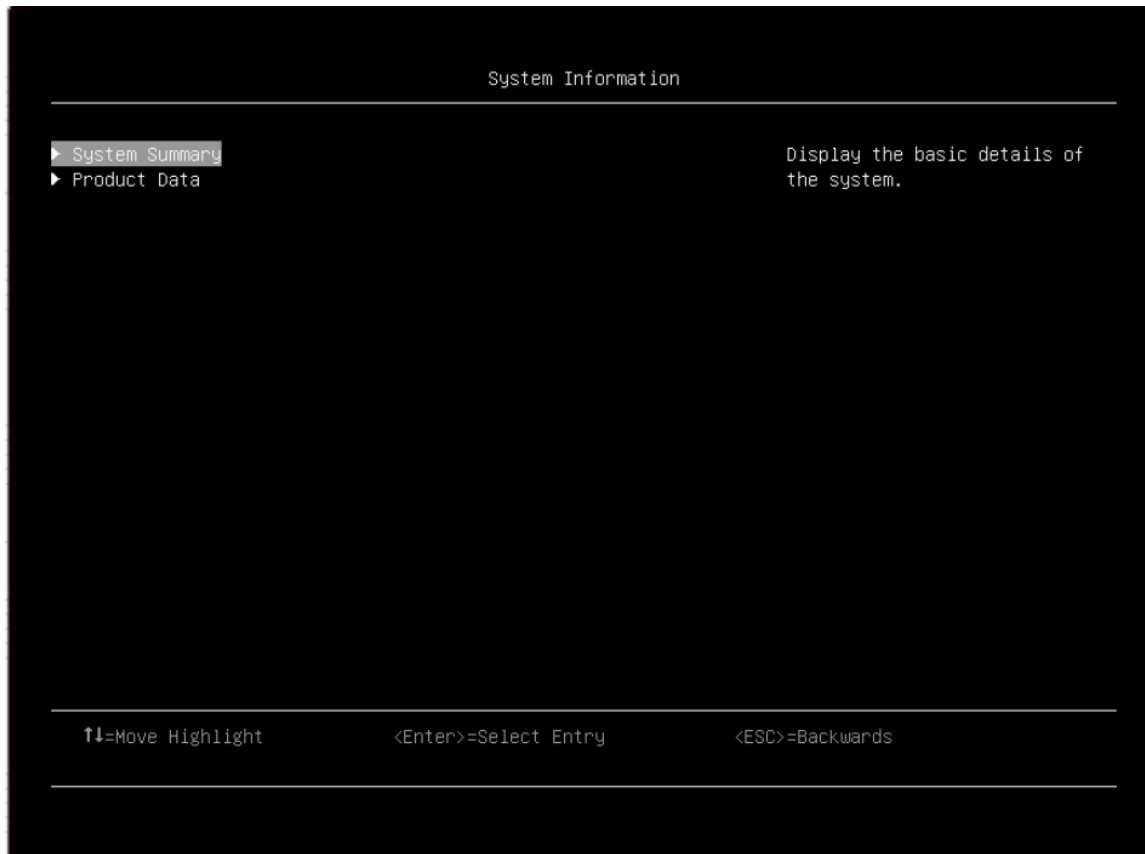 System Information
▶ System Summary
▶ Product Data
Display the basic details of
the system.
↑↓=Move Highlight <Enter>=Select Entry <ESC>=Backwards